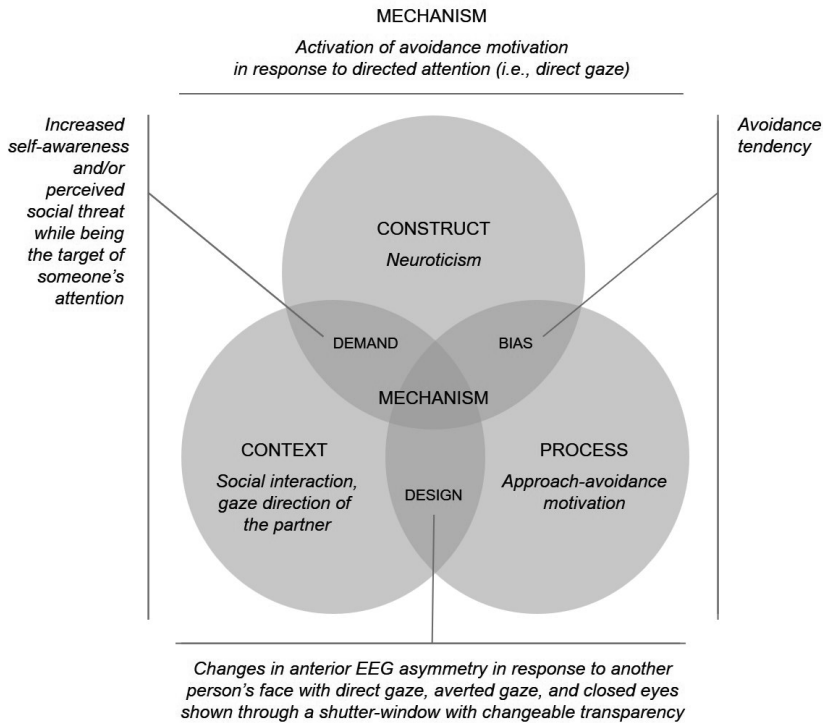 MECHANISM
Activation of avoidance motivation
in response to directed attention (i.e., direct gaze)
Increased
self-awareness
and/or
perceived
social threat
while being
the target of
someone's
attention
Avoidance
tendency
CONSTRUCT
Neuroticism
DEMAND
BIAS
MECHANISM
CONTEXT
Social interaction,
gaze direction of
the partner
PROCESS
Approach-avoidance
motivation
DESIGN
Changes in anterior EEG asymmetry in response to another
person's face with direct gaze, averted gaze, and closed eyes
shown through a shutter-window with changeable transparency